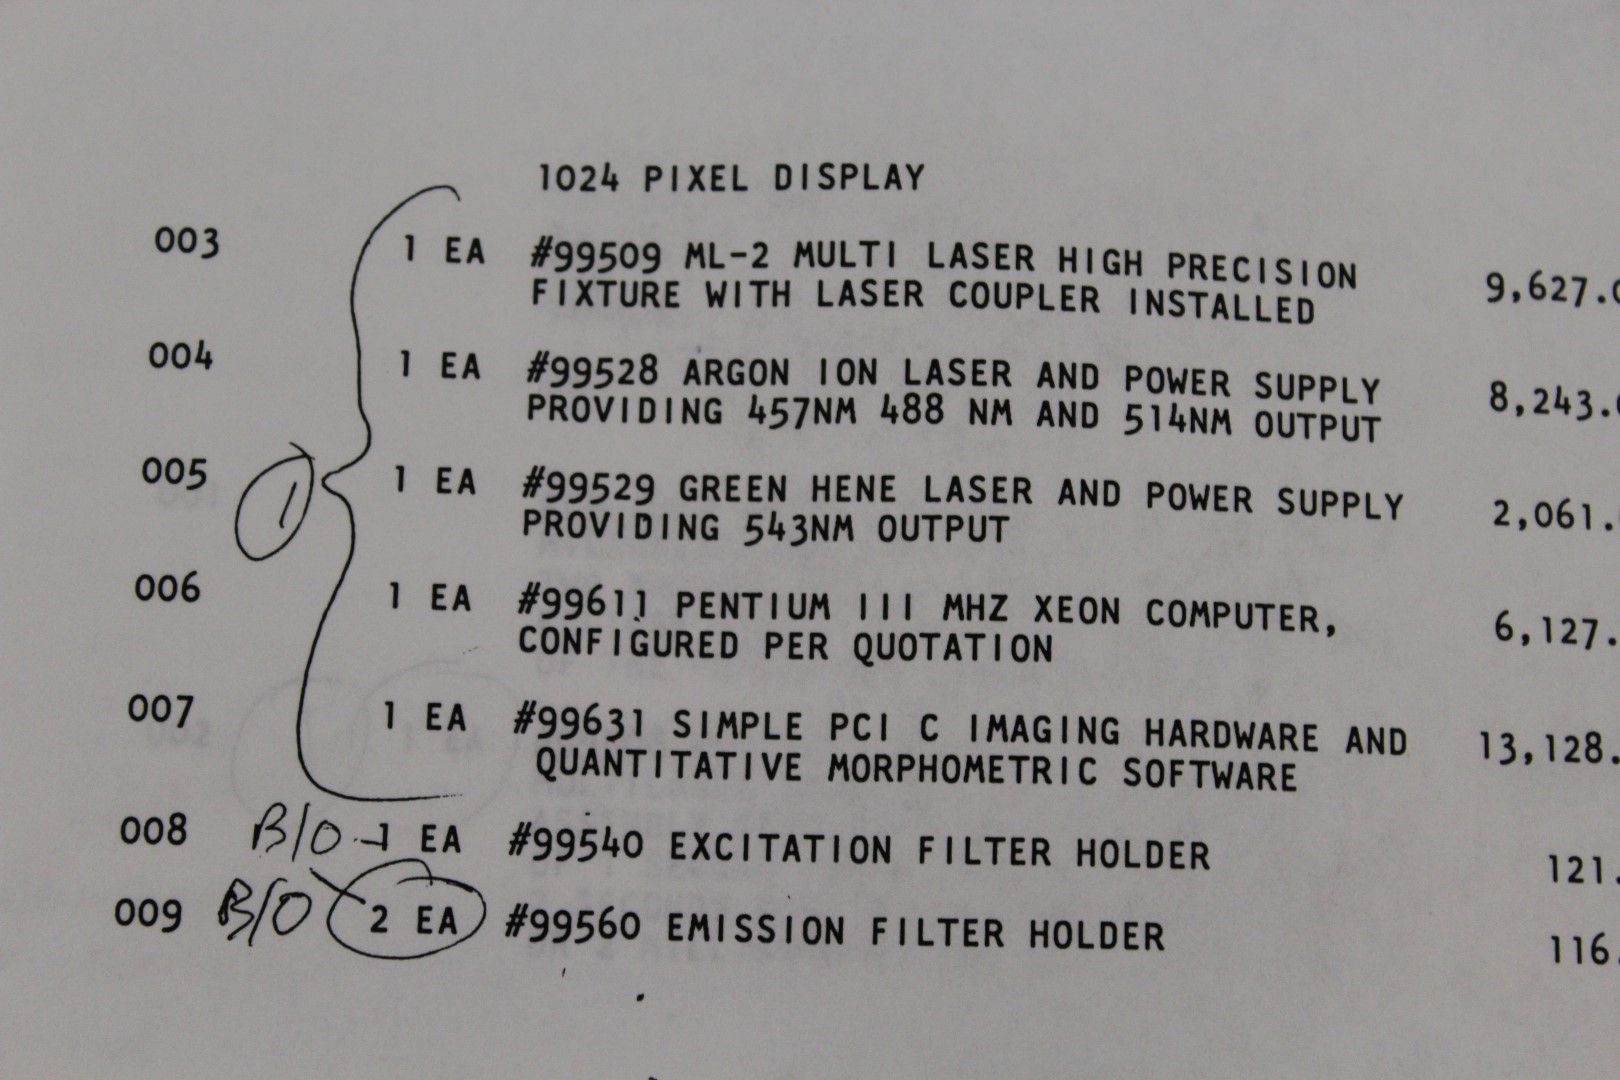 1024 PIXEL DISPLAY
003 1 EA #99509 ML-2 MULTI LASER HIGH PRECISION 9,627.0
FIXTURE WITH LASER COUPLER INSTALLED
004 1 EA #99528 ARGON ION LASER AND POWER SUPPLY 8,243.
PROVIDING 457NM 488 NM AND 514NM OUTPUT
005 1 1 EA #99529 GREEN HENE LASER AND POWER SUPPLY 2,061.
PROVIDING 543NM OUTPUT
006 1 EA #99611 PENTIUM III MHZ XEON COMPUTER, 6,127.
CONFIGURED PER QUOTATION
007 1 EA #99631 SIMPLE PCI C IMAGING HARDWARE AND 13,128.
QUANTITATIVE MORPHOMETRIC SOFTWARE
008 B/O 1 EA #99540 EXCITATION FILTER HOLDER 121.
009 B/O 2 EA #99560 EMISSION FILTER HOLDER 116.